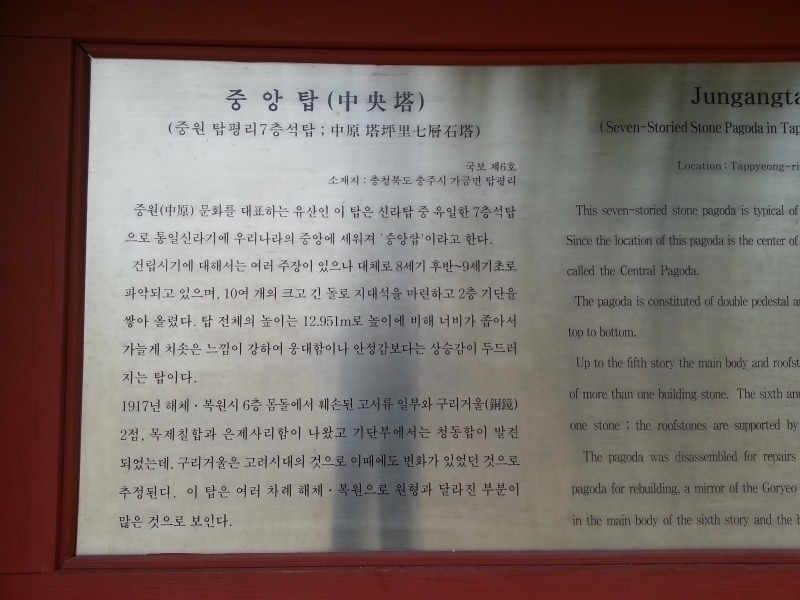 중 앙 탑 (中央塔)
(중원 탑평리7층석탑 ; 中原 塔坪里七層石塔)
국보 제6호
소재지 : 충청북도 충주시 가금면 탑평리
중원(中原) 문화를 대표하는 유산인 이 탑은 신라탑 중 유일한 7층석탑
으로 통일신라기에 우리나라의 중앙에 세워져 '중앙탑'이라고 한다.
건립시기에 대해서는 여러 주장이 있으나 대체로 8세기 후반~9세기초로
파악되고 있으며, 10여 개의 크고 긴 돌로 지대석을 마련하고 2층 기단을
쌓아 올렸다. 탑 전체의 높이는 12.951m로 높이에 비해 너비가 좁아서
가늘게 치솟은 느낌이 강하여 웅대함이나 안정감보다는 상승감이 두드러
지는 탑이다.
1917년 해체·복원시 6층 몸돌에서 훼손된 고서류 일부와 구리거울(銅鏡)
2점, 목제칠합과 은제사리함이 나왔고 기단부에서는 청동합이 발견
되었는데, 구리거울은 고려시대의 것으로 이때에도 변화가 있었던 것으로
추정된다. 이 탑은 여러 차례 해체·복원으로 원형과 달라진 부분이
많은 것으로 보인다.
Jungangta
(Seven-Storied Stone Pagoda in Tap
Location : Tappyeong-ri
This seven-storied stone pagoda is typical of
Since the location of this pagoda is the center of
called the Central Pagoda.
The pagoda is constituted of double pedestal a
top to bottom.
Up to the fifth story the main body and roofst
of more than one building stone. The sixth and
one stone ; the roofstones are supported by
The pagoda was disassembled for repairs
pagoda for rebuilding, a mirror of the Goryeo
in the main body of the sixth story and the b